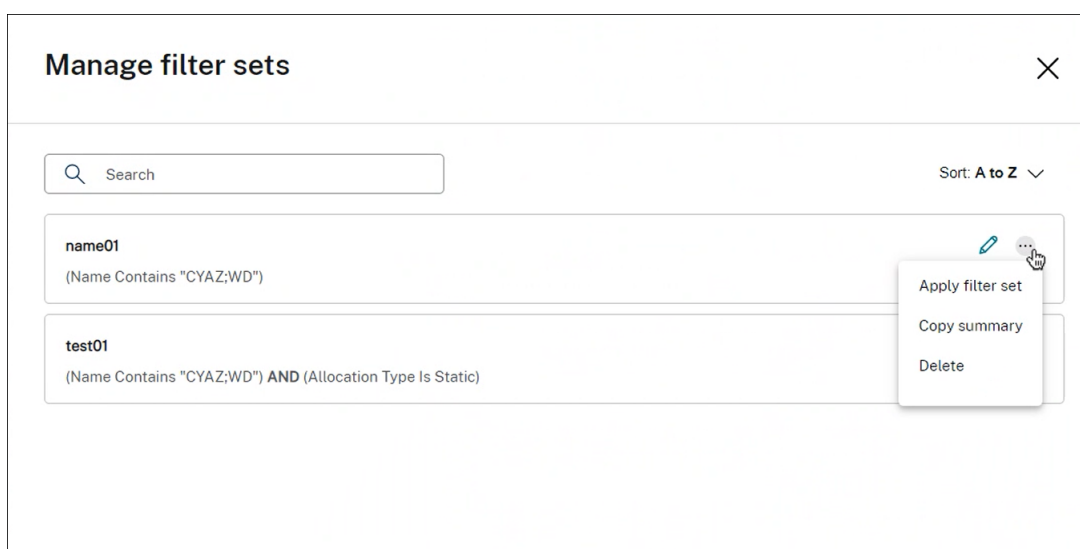 Manage filter sets
Search
Sort: A to Z
name01
(Name Contains "CYAZ;WD")
Apply filter set
Copy summary
Delete
test01
(Name Contains "CYAZ;WD") AND (Allocation Type Is Static)